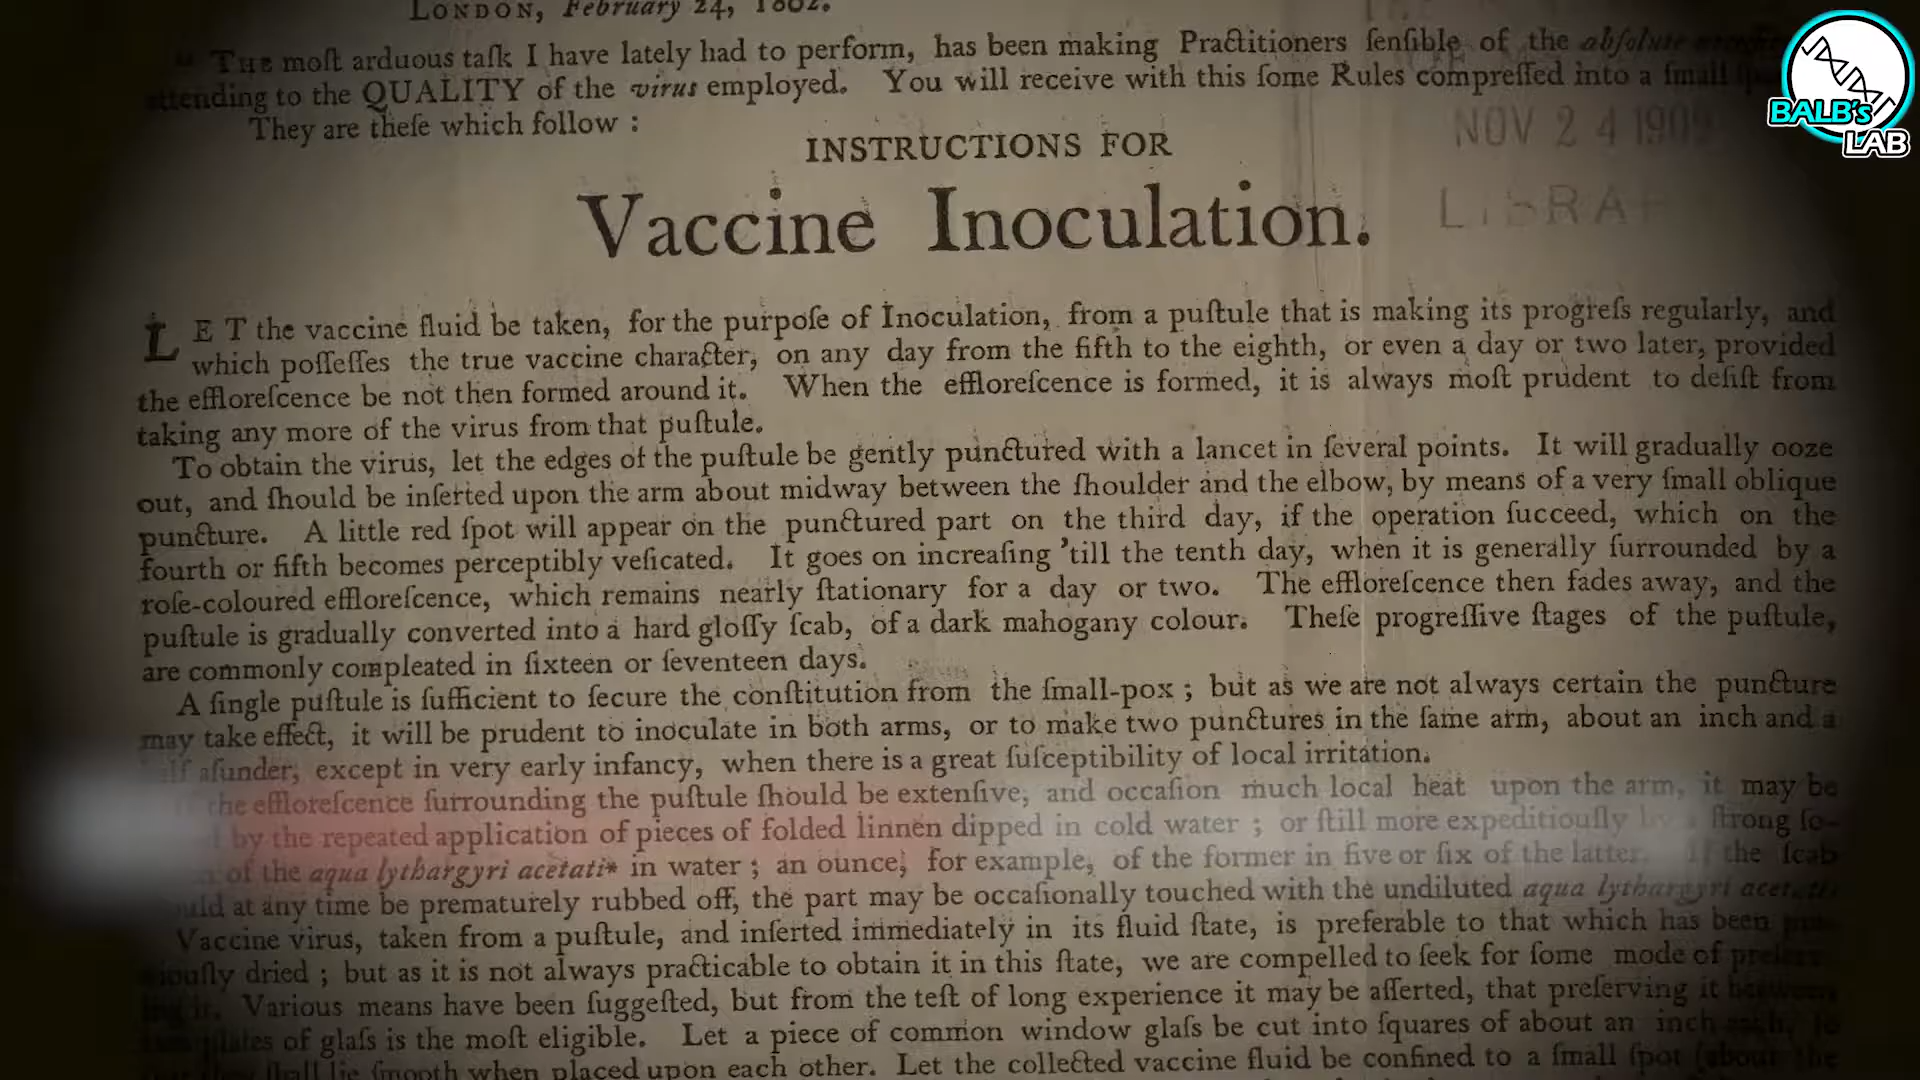 LONDON, February 24, 1802.
THE moſt arduous taſk I have lately had to perform, has been making Practitioners ſenſible of the abſolute
attending to the QUALITY of the virus employed. You will receive with this ſome Rules compreſſed into a ſmall
They are theſe which follow :
INSTRUCTIONS FOR
NOV 24 1909
Vaccine Inoculation.
BALB's
LAB
LET the vaccine fluid be taken, for the purpoſe of Inoculation, from a puſtule that is making its progreſs regularly, and
which poſſeſſes the true vaccine character, on any day from the fifth to the eighth, or even a day or two later, provided
the effloreſcence be not then formed around it. When the effloreſcence is formed, it is always moſt prudent to deſiſt from
taking any more of the virus from that puſtule.
To obtain the virus, let the edges of the puſtule be gently punctured with a lancet in ſeveral points. It will gradually ooze
out, and ſhould be inſerted upon the arm about midway between the ſhoulder and the elbow, by means of a very ſmall oblique
puncture. A little red ſpot will appear on the punctured part on the third day, if the operation ſucceed, which on the
fourth or fifth becomes perceptibly veſicated. It goes on increaſing 'till the tenth day, when it is generally ſurrounded by a
roſe-coloured effloreſcence, which remains nearly ſtationary for a day or two. The effloreſcence then fades away, and the
puſtule is gradually converted into a hard gloſſy ſcab, of a dark mahogany colour. Theſe progreſſive ſtages of the puſtule,
are commonly compleated in ſixteen or ſeventeen days.
A ſingle puſtule is ſufficient to ſecure the conſtitution from the ſmall-pox ; but as we are not always certain the puncture
may take effect, it will be prudent to inoculate in both arms, or to make two punctures in the ſame arm, about an inch and a
aſunder, except in very early infancy, when there is a great ſuſceptibility of local irritation.
the effloreſcence ſurrounding the puſtule ſhould be extenſive, and occaſion much local heat upon the arm, it may be
by the repeated application of pieces of folded linnen dipped in cold water ; or ſtill more expeditiouſly by a ſtrong ſo-
of the aqua lythargyri acetati* in water ; an ounce, for example, of the former in five or ſix of the latter. If the ſcab
at any time be prematurely rubbed off, the part may be occaſionally touched with the undiluted aqua lythargyri acetati.
Vaccine virus, taken from a puſtule, and inſerted immediately in its fluid ſtate, is preferable to that which has been
dried ; but as it is not always practicable to obtain it in this ſtate, we are compelled to ſeek for ſome mode of
it. Various means have been ſuggeſted, but from the teſt of long experience it may be aſſerted, that preſerving it between
plates of glaſs is the moſt eligible. Let a piece of common window glaſs be cut into ſquares of about an inch each,
they ſhall lie ſmooth when placed upon each other. Let the collected vaccine fluid be confined to a ſmall ſpot (about the